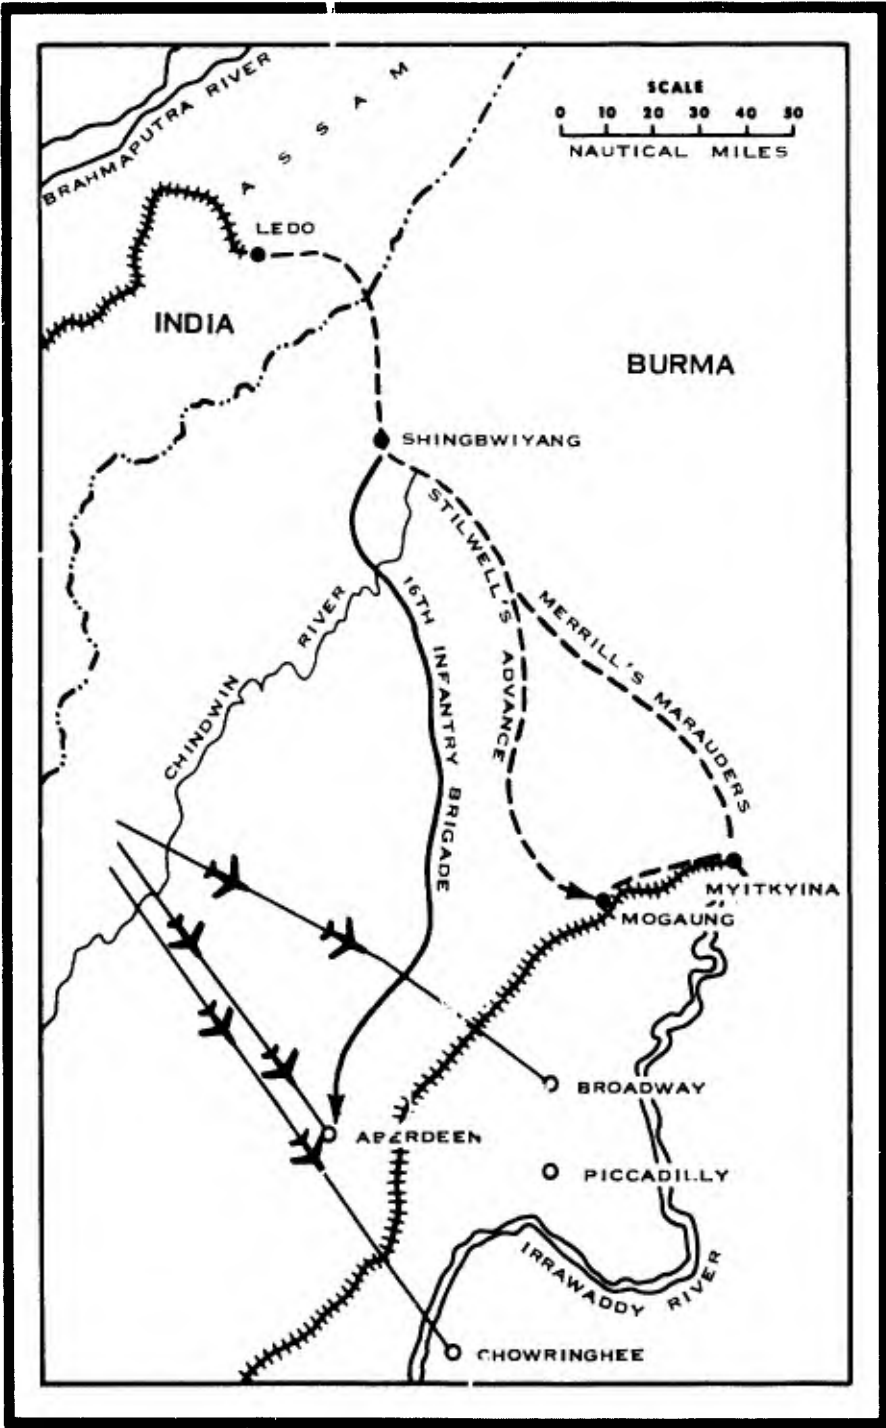 SCALE
0 10 20 30 40 50
NAUTICAL MILES
BRAHMAPUTRA RIVER
ASSAM
LEDO
INDIA
BURMA
SHINGBWIYANG
STILWELL'S ADVANCE
MERRILL'S MARAUDERS
16TH INFANTRY BRIGADE
CHINDWIN RIVER
MYITKYINA
MOGAUNG
BROADWAY
ABERDEEN
PICCADILLY
IRRAWADDY RIVER
CHOWRINGHEE